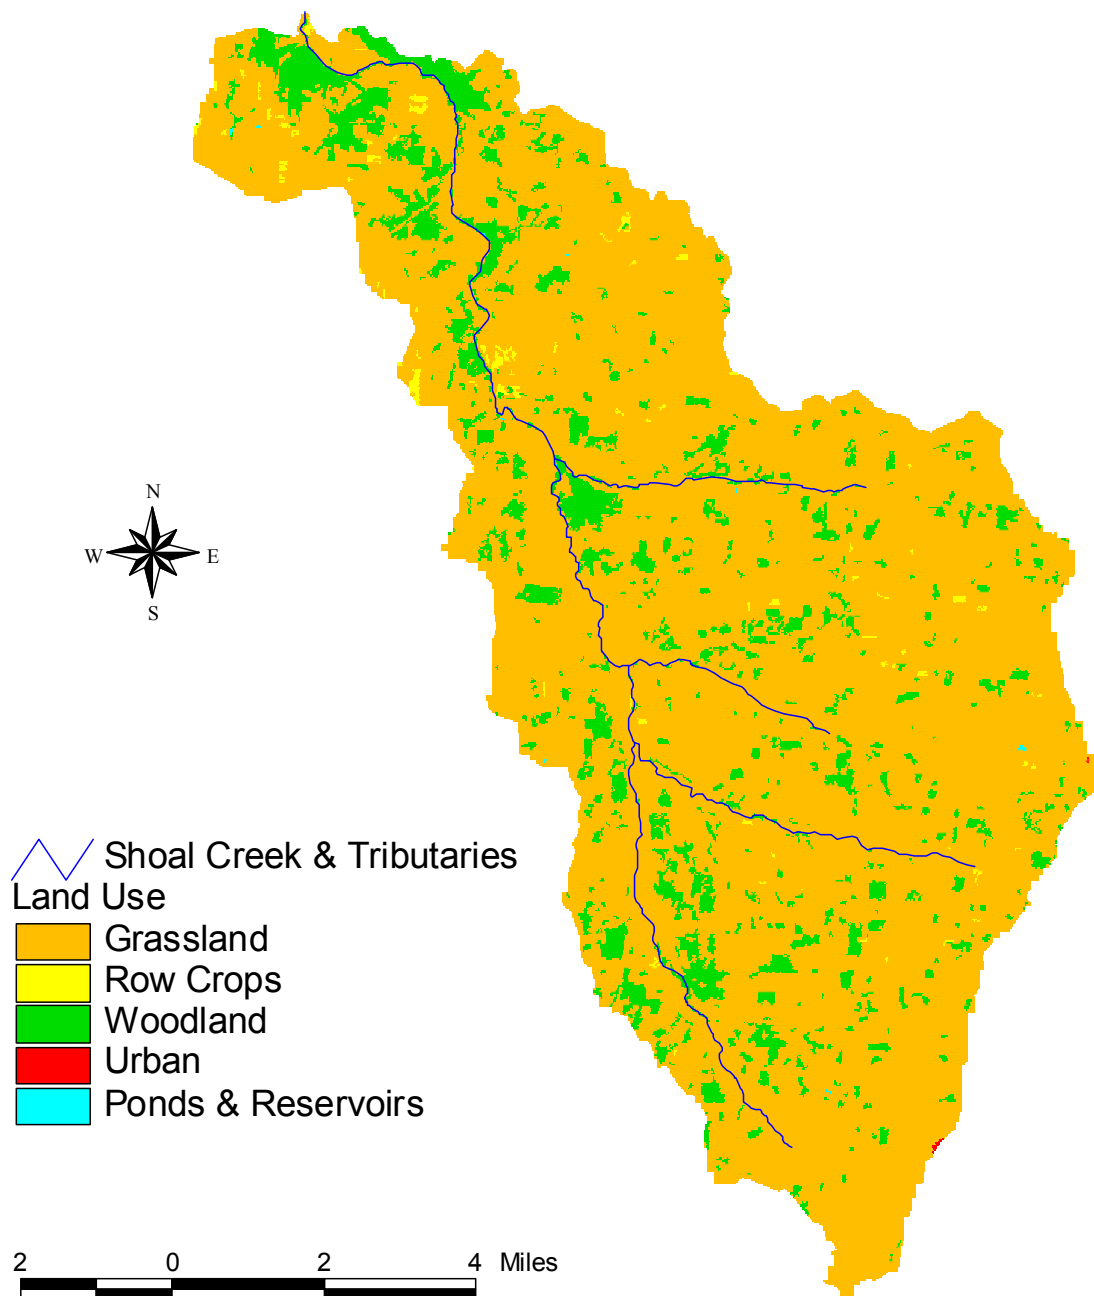 N
W E
S
Shoal Creek & Tributaries
Land Use
Grassland
Row Crops
Woodland
Urban
Ponds & Reservoirs
2 0 2 4 Miles